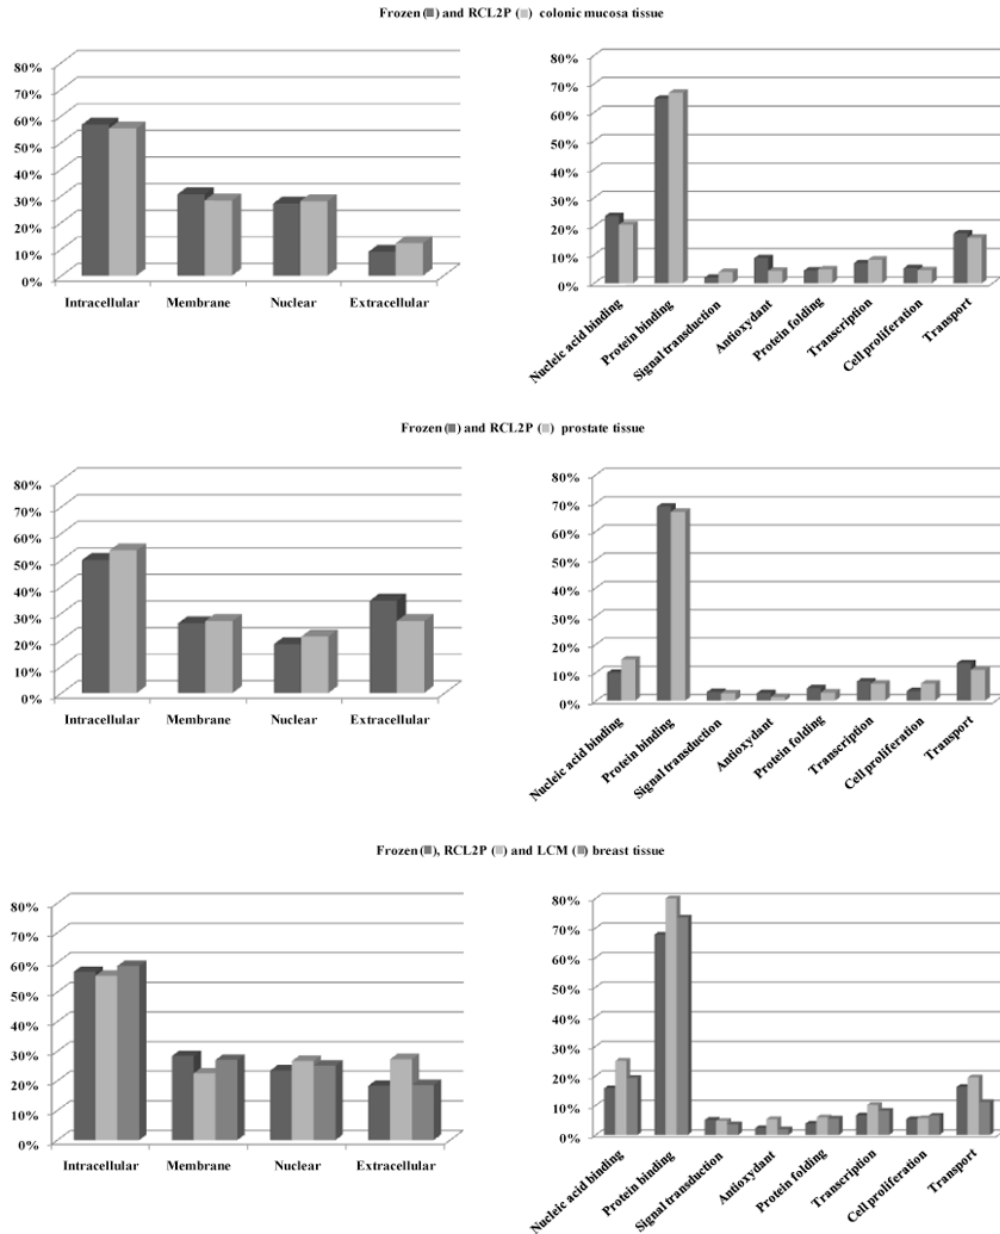 Frozen (■) and RCL2P (■) colonic mucosa tissue
80%
70%
60%
50%
40%
30%
20%
10%
0%
Intracellular Membrane Nuclear Extracellular
80%
70%
60%
50%
40%
30%
20%
10%
0%
Nucleic acid binding
Protein binding
Signal transduction
Antioxydant
Protein folding
Transcription
Cell proliferation
Transport
Frozen (■) and RCL2P (■) prostate tissue
80%
70%
60%
50%
40%
30%
20%
10%
0%
Intracellular Membrane Nuclear Extracellular
80%
70%
60%
50%
40%
30%
20%
10%
0%
Nucleic acid binding
Protein binding
Signal transduction
Antioxydant
Protein folding
Transcription
Cell proliferation
Transport
Frozen (■), RCL2P (■) and LCM (■) breast tissue
80%
70%
60%
50%
40%
30%
20%
10%
0%
Intracellular Membrane Nuclear Extracellular
80%
70%
60%
50%
40%
30%
20%
10%
0%
Nucleic acid binding
Protein binding
Signal transduction
Antioxydant
Protein folding
Transcription
Cell proliferation
Transport